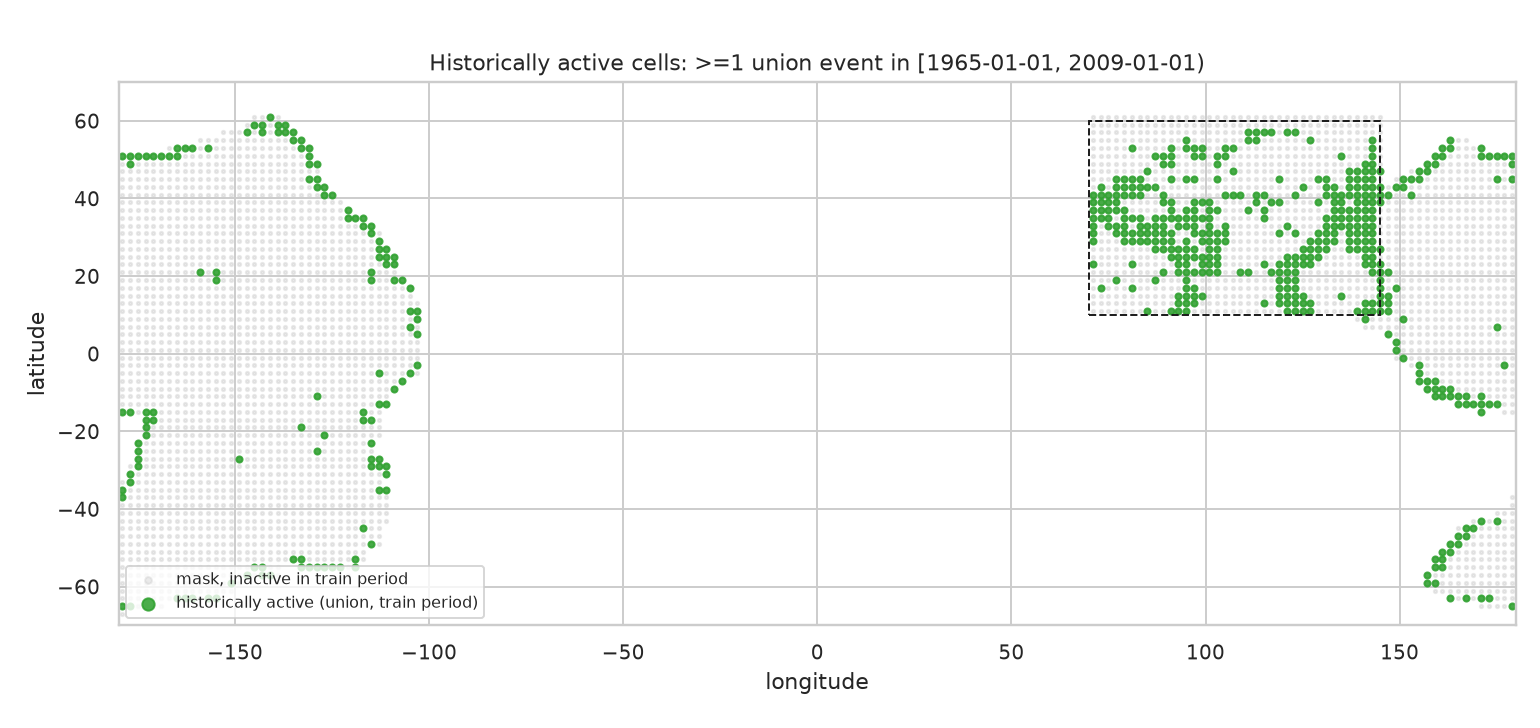 Historically active cells: >=1 union event in [1965-01-01, 2009-01-01)
60
40
20
0
−20
−40
−60
latitude
mask, inactive in train period
historically active (union, train period)
−150
−100
−50
0
50
100
150
longitude